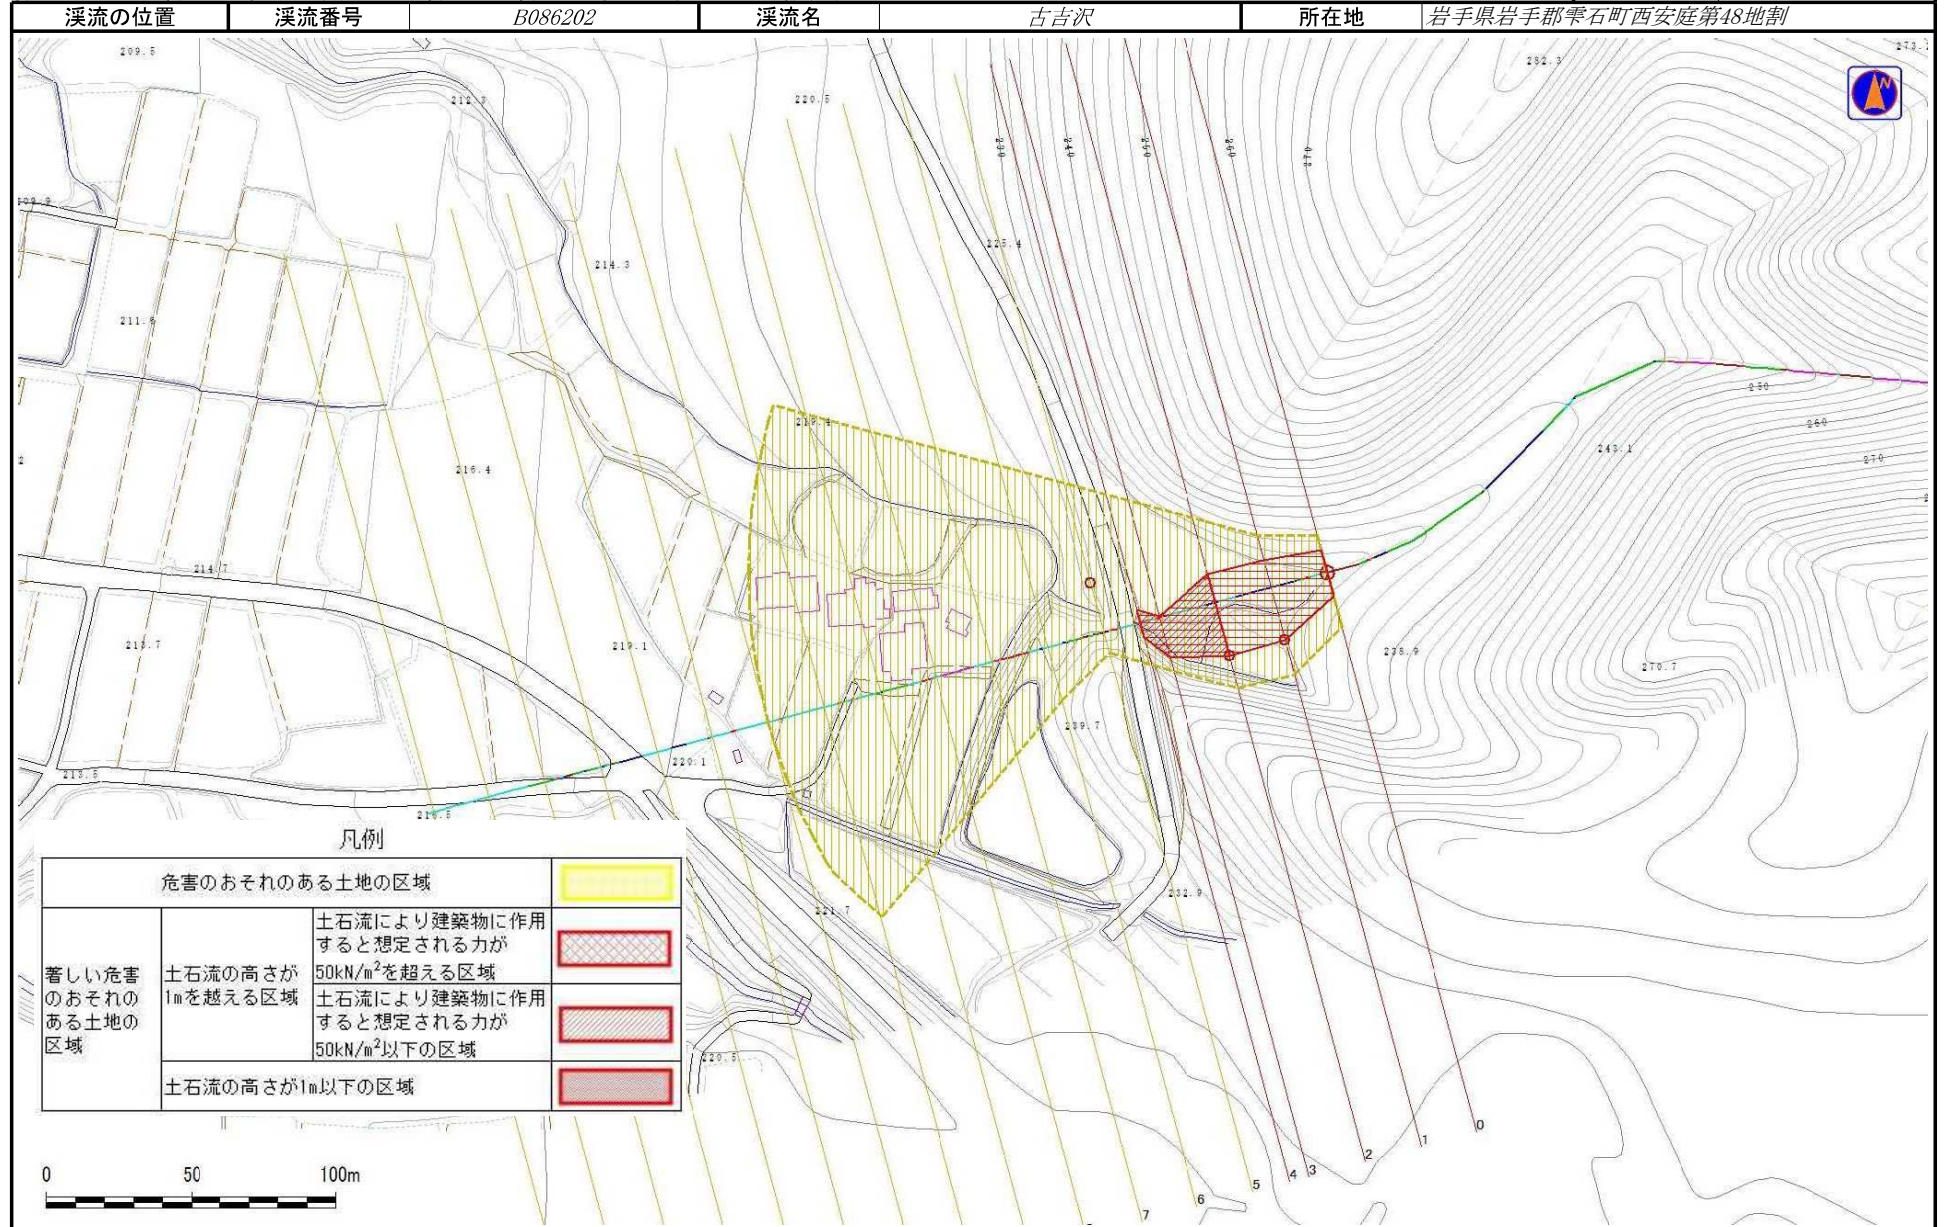 溪流の位置 溪流番号 B086202 溪流名 古吉沢 所在地 岩手県岩手郡雫石町西安庭第48地割
209.5
282.3
212.3
220.5
N
230 240 250 260 270
225.4
214.3
211.6
250
219.4
260
216.4
243.1
270
214.7
213.7
219.1
238.9
270.7
239.7
220.1
213.5
216.5
232.9
221.7
220.5
凡例
危害のおそれのある土地の区域
著しい危害
のおそれの
ある土地の
区域
土石流の高さが
1mを越える区域
土石流により建築物に作用
すると想定される力が
50kN/m²を超える区域
土石流により建築物に作用
すると想定される力が
50kN/m²以下の区域
土石流の高さが1m以下の区域
0 50 100m
0
1
2
3
4
5
6
7